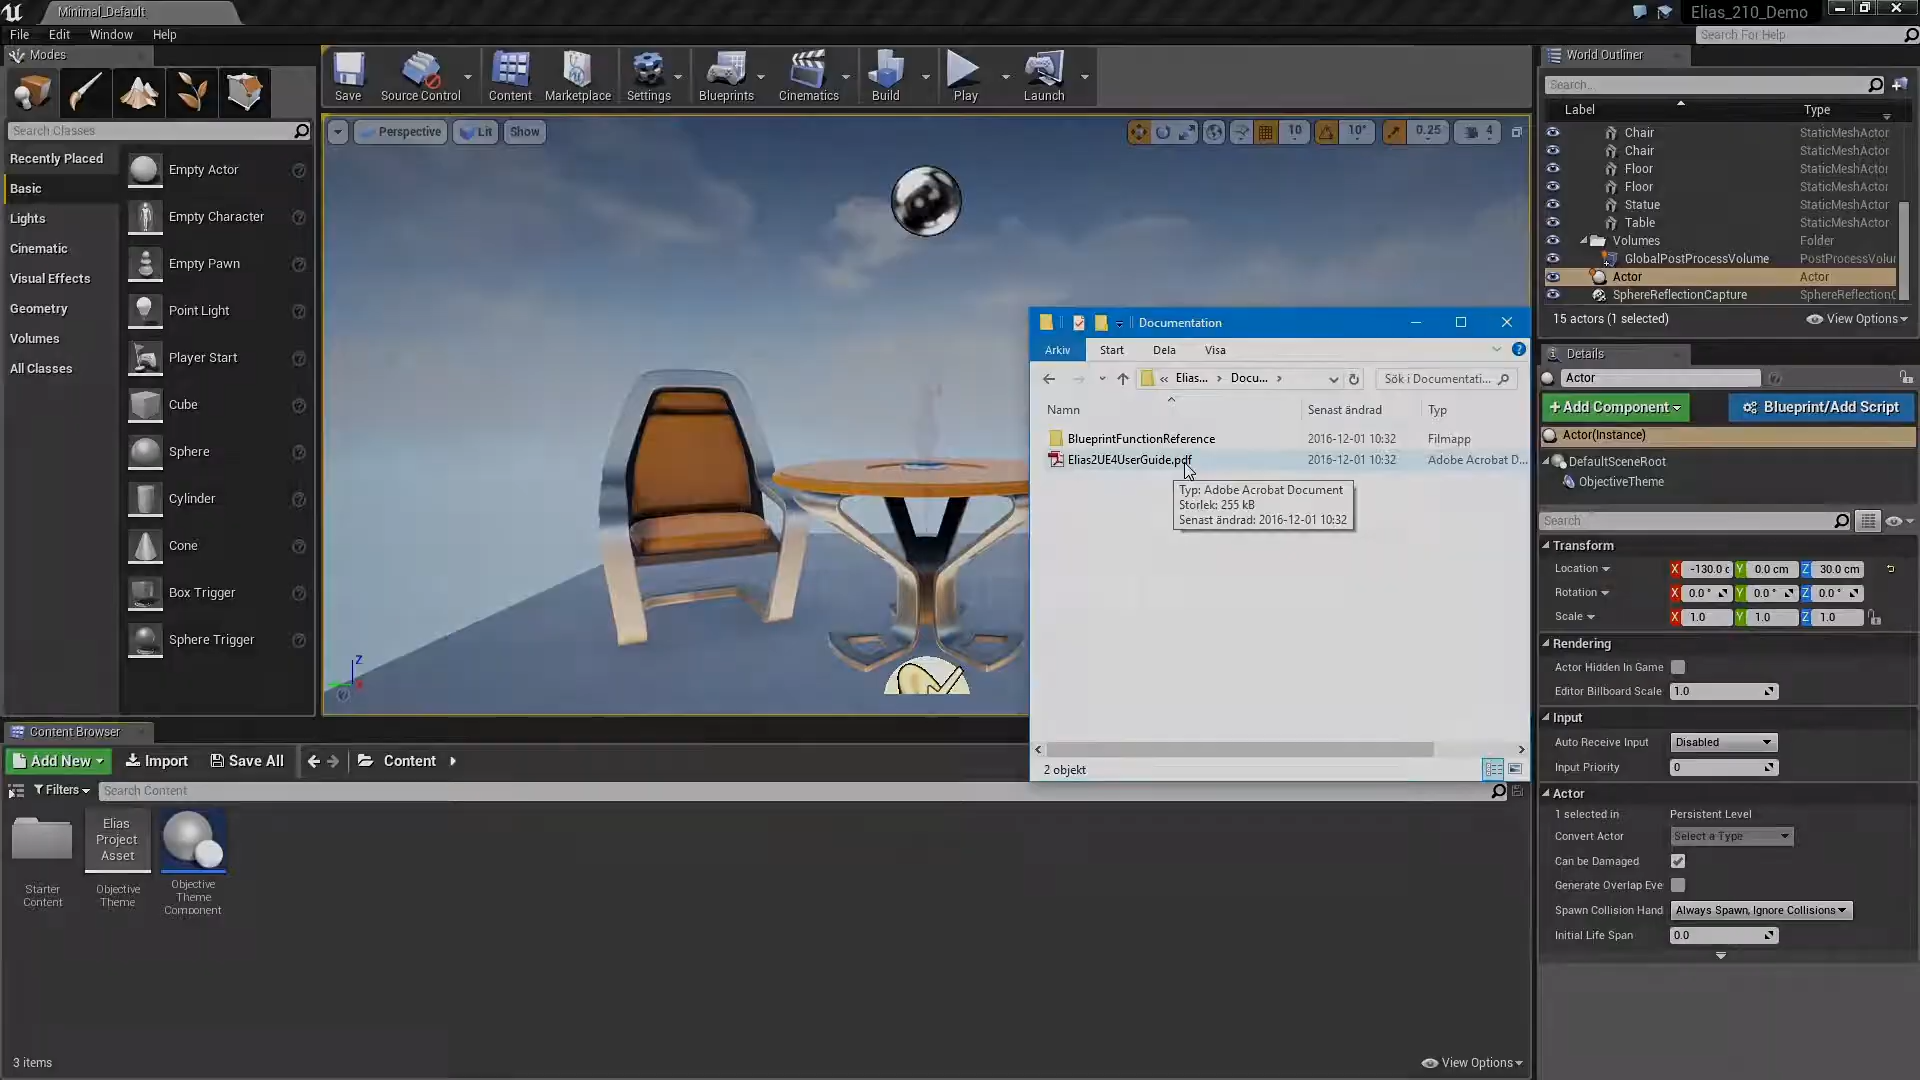 Minimal_Default
Elias_210_Demo
File Edit Window Help
Search For Help
Modes
Search Classes
Recently Placed
Basic
Lights
Cinematic
Visual Effects
Geometry
Volumes
All Classes
Empty Actor
Empty Character
Empty Pawn
Point Light
Player Start
Cube
Sphere
Cylinder
Cone
Box Trigger
Sphere Trigger
Save Source Control Content Marketplace Settings Blueprints Cinematics Build Play Launch
Perspective Lit Show
10 10° 0.25 4
World Outliner
Search...
Label Type
Chair StaticMeshActor
Chair StaticMeshActor
Floor StaticMeshActor
Floor StaticMeshActor
Statue StaticMeshActor
Table StaticMeshActor
Volumes Folder
GlobalPostProcessVolume PostProcessVolu
Actor Actor
SphereReflectionCapture SphereReflectionC
15 actors (1 selected) View Options
Documentation
Arkiv Start Dela Visa
« Elias... › Docu... ›
Sök i Documentati...
Namn Senast ändrad Typ
BlueprintFunctionReference 2016-12-01 10:32 Filmapp
Elias2UE4UserGuide.pdf 2016-12-01 10:32 Adobe Acrobat D...
Typ: Adobe Acrobat Document
Storlek: 255 kB
Senast ändrad: 2016-12-01 10:32
2 objekt
Details
Actor
+Add Component Blueprint/Add Script
Actor(Instance)
DefaultSceneRoot
ObjectiveTheme
Search
Transform
Location X -130.0 c Y 0.0 cm Z 30.0 cm
Rotation X 0.0 ° Y 0.0 ° Z 0.0 °
Scale X 1.0 Y 1.0 Z 1.0
Rendering
Actor Hidden In Game
Editor Billboard Scale 1.0
Input
Auto Receive Input Disabled
Input Priority 0
Actor
1 selected in Persistent Level
Convert Actor Select a Type
Can be Damaged
Generate Overlap Eve
Spawn Collision Hand Always Spawn, Ignore Collisions
Initial Life Span 0.0
Content Browser
Add New Import Save All Content
Filters Search Content
Elias
Project
Asset
Starter
Content
Objective
Theme
Objective
Theme
Component
3 items
View Options
Z